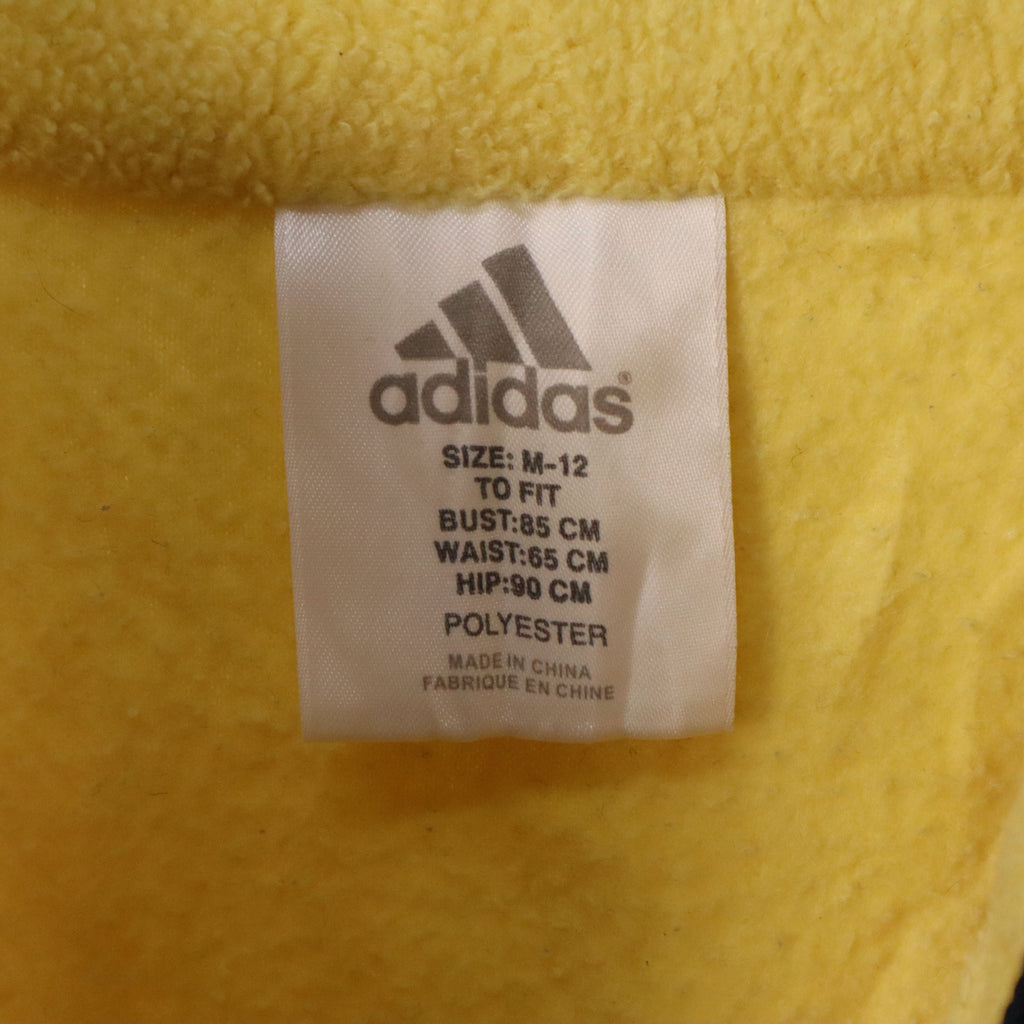 adidas®
SIZE: M-12
TO FIT
BUST:85 CM
WAIST:65 CM
HIP:90 CM
POLYESTER
MADE IN CHINA
FABRIQUE EN CHINE